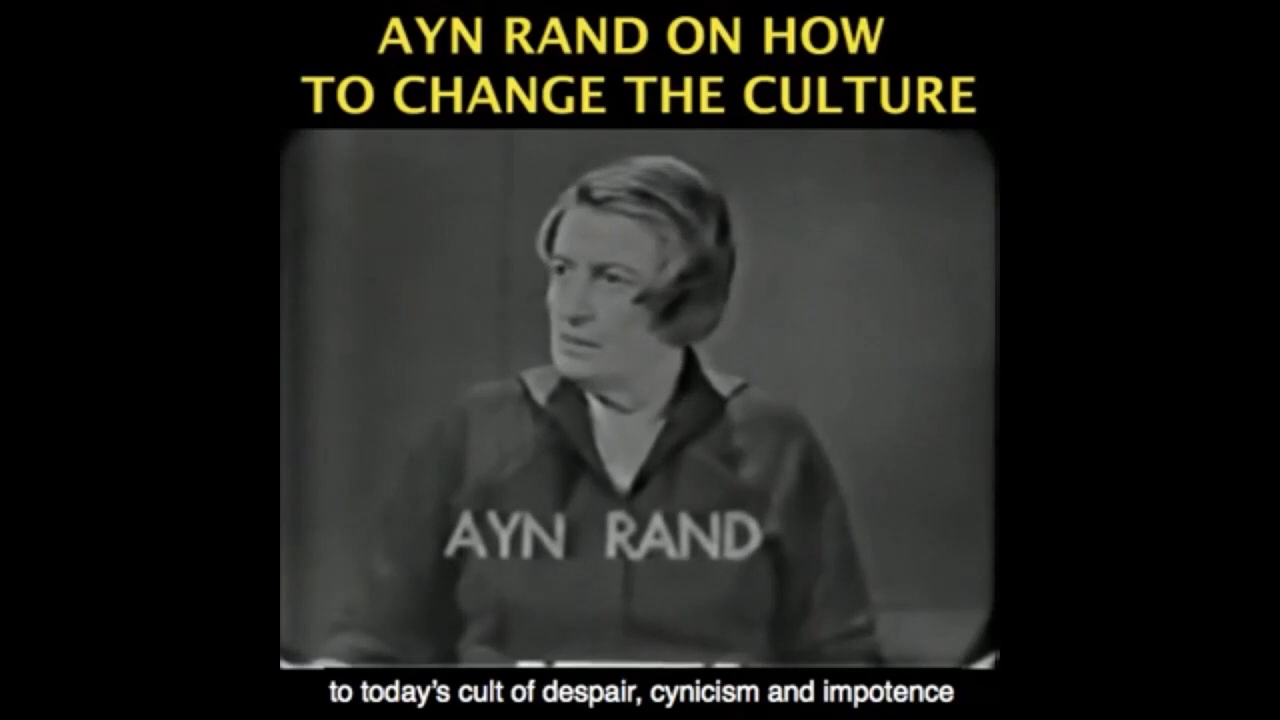 AYN RAND ON HOW
TO CHANGE THE CULTURE
AYN RAND
to today's cult of despair, cynicism and impotence